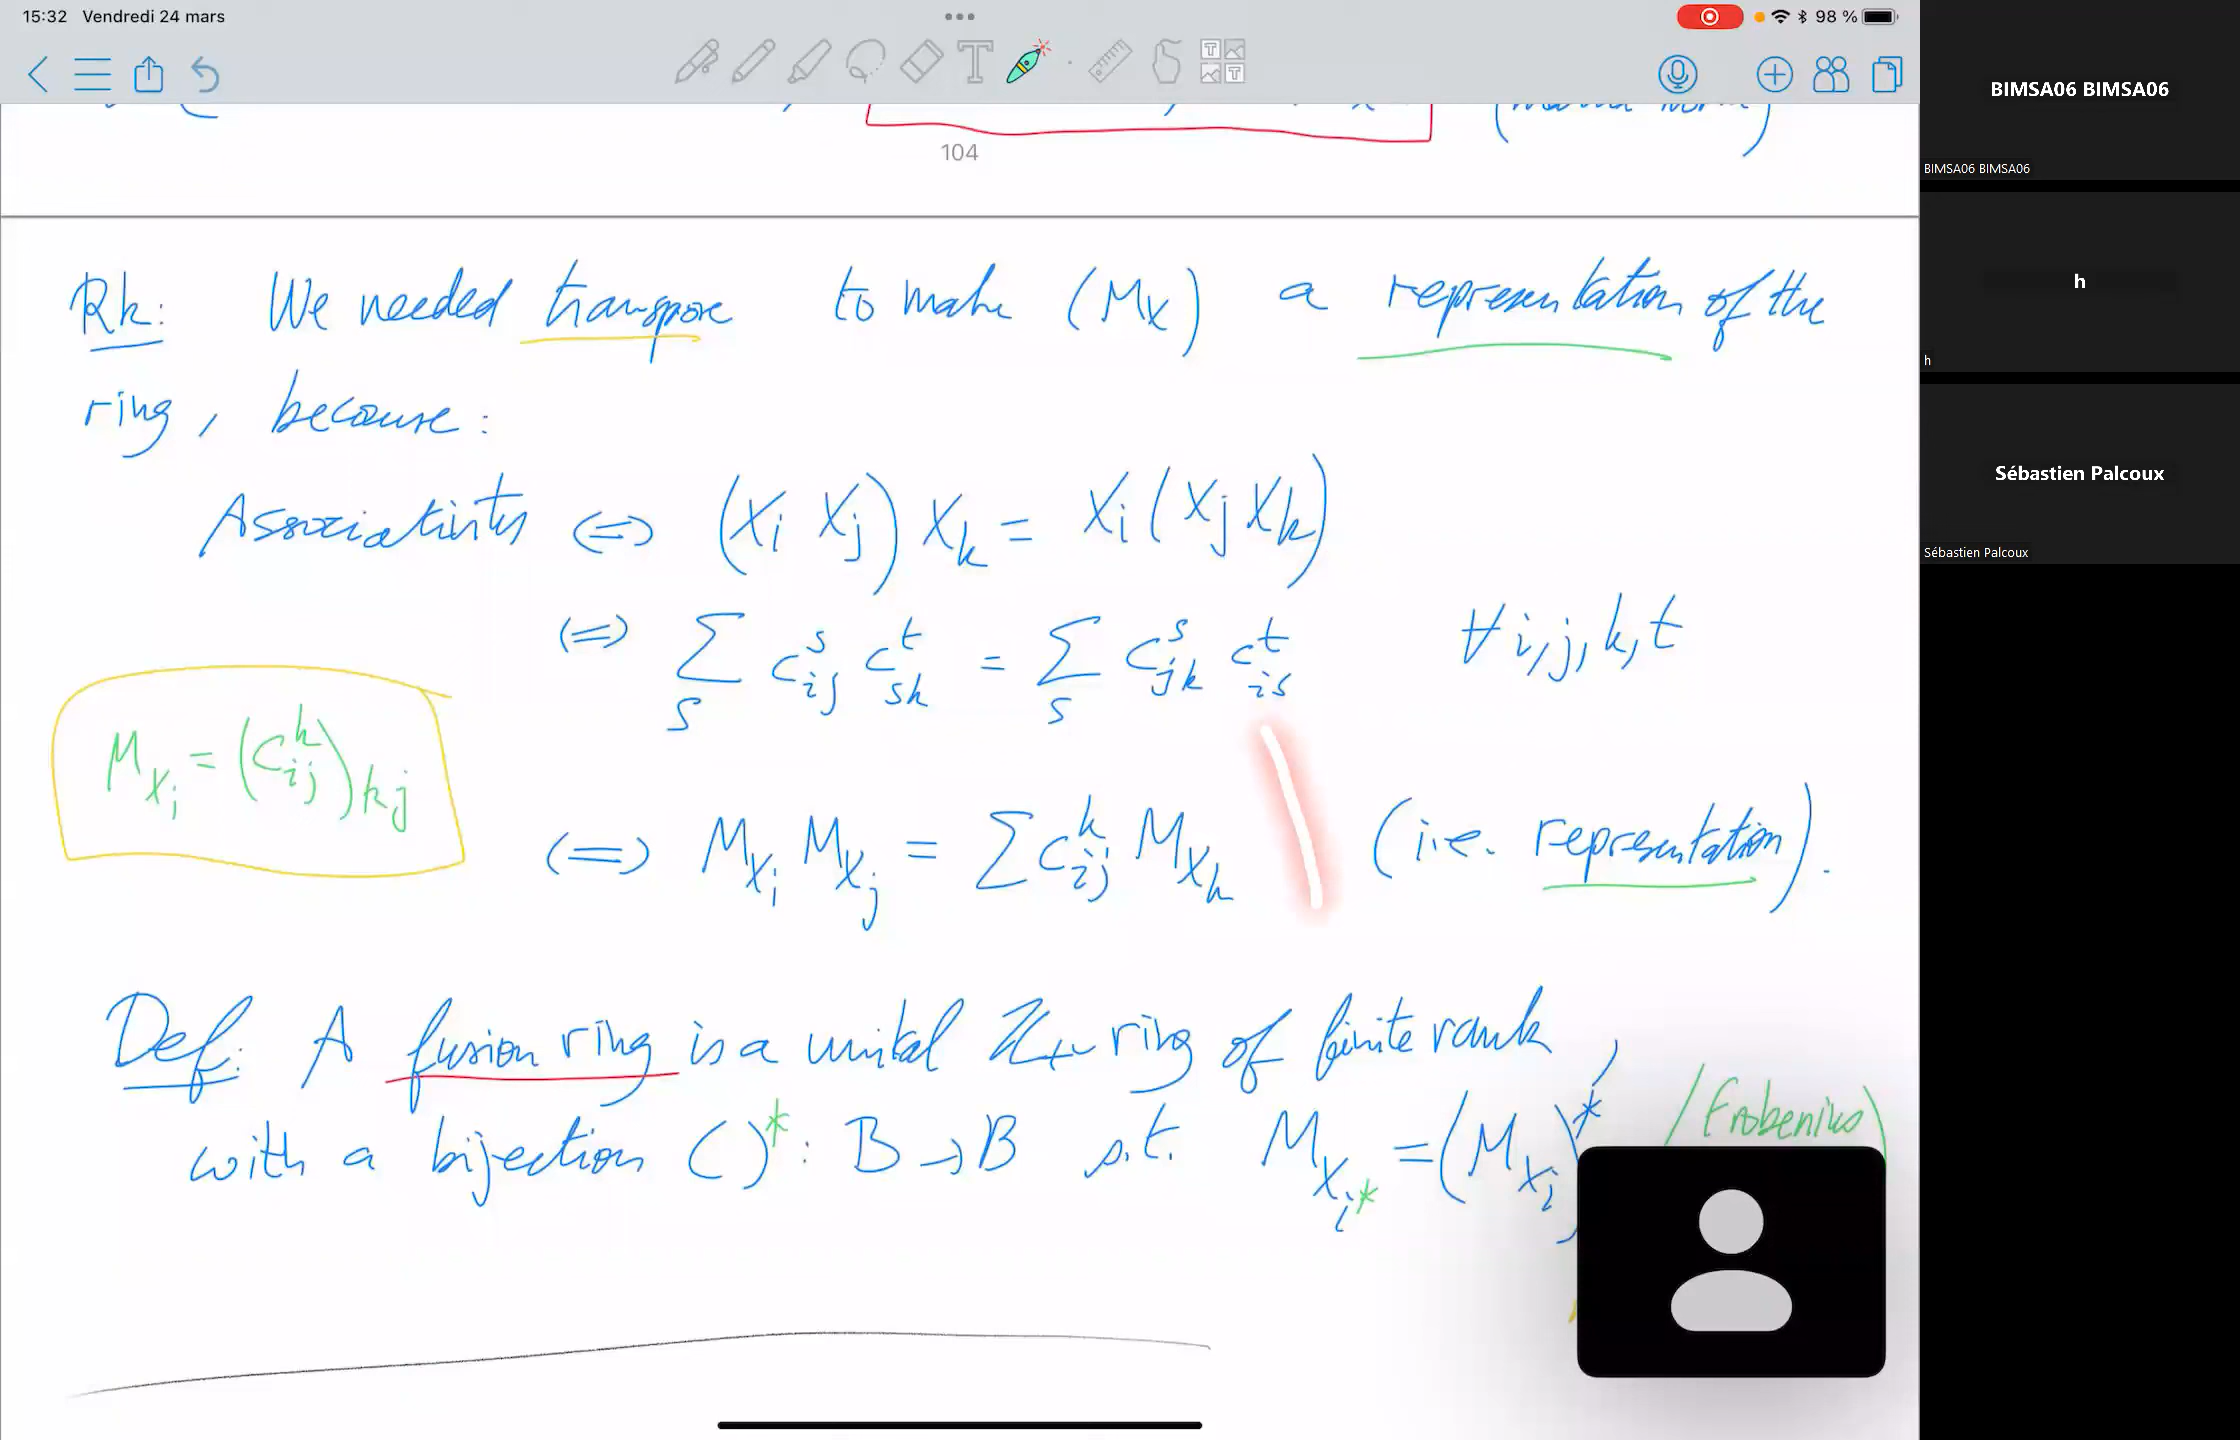 15:32 Vendredi 24 mars
98 %
104
Rk: We needed transpose to make (M_X) a representation of the
ring, because:
Associativity ⇔ (X_i X_j) X_k = X_i (X_j X_k)
⇔ ∑_s c_{ij}^s c_{sk}^t = ∑_s c_{jk}^s c_{is}^t ∀ i, j, k, t
M_{X_i} = (c_{ij}^k)_{kj}
⇔ M_{X_i} M_{X_j} = ∑ c_{ij}^k M_{X_k} (i.e. representation).
Def: A fusion ring is a unital ℤ_+-ring of finite rank,
with a bijection ( )^*: B → B s.t. M_{X_{i^*}} = (M_{X_i})^* (Frobenius)
BIMSA06 BIMSA06
BIMSA06 BIMSA06
h
h
Sébastien Palcoux
Sébastien Palcoux